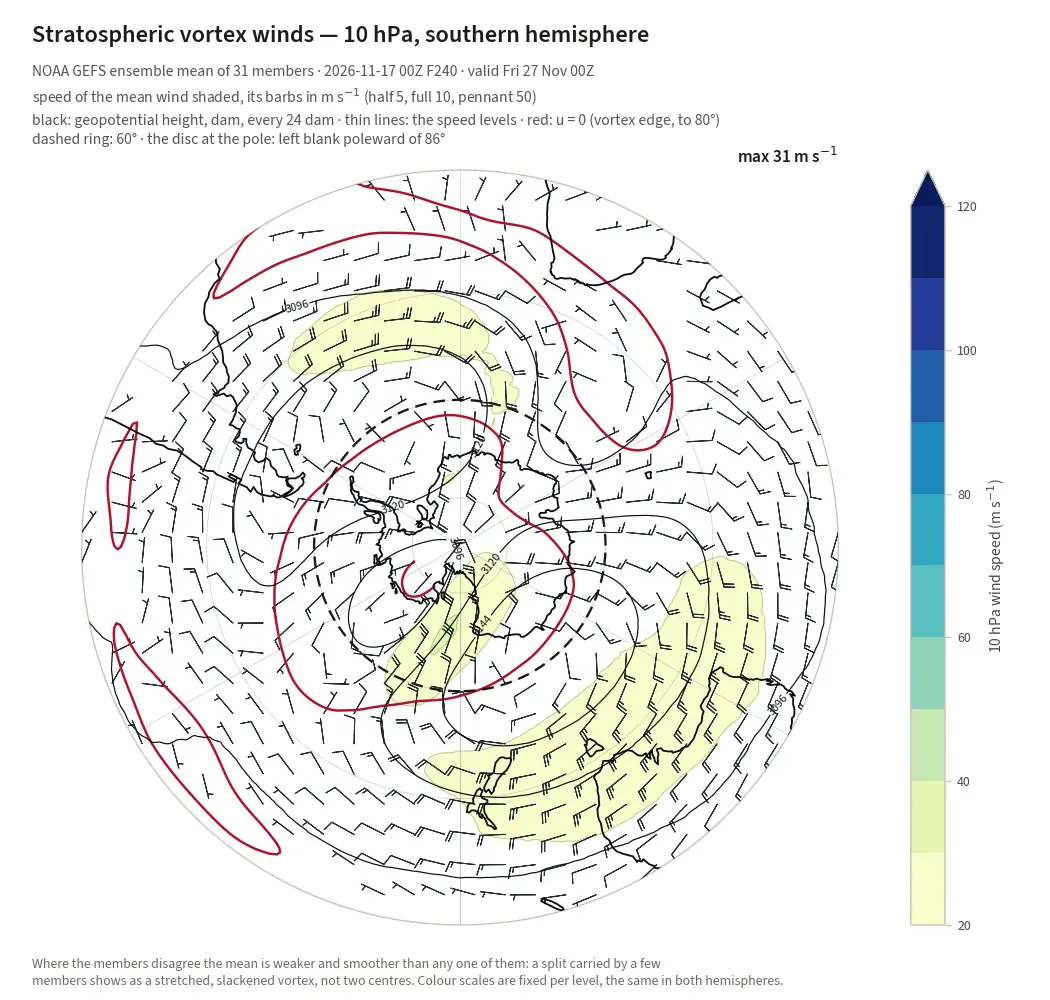 Stratospheric vortex winds — 10 hPa, southern hemisphere
NOAA GEFS ensemble mean of 31 members · 2026-11-17 00Z F240 · valid Fri 27 Nov 00Z
speed of the mean wind shaded, its barbs in m s⁻¹ (half 5, full 10, pennant 50)
black: geopotential height, dam, every 24 dam · thin lines: the speed levels · red: u = 0 (vortex edge, to 80°)
dashed ring: 60° · the disc at the pole: left blank poleward of 86°
max 31 m s⁻¹
120
100
80
60
40
20
10 hPa wind speed (m s⁻¹)
3096
3120
3096
3120
3096
Where the members disagree the mean is weaker and smoother than any one of them: a split carried by a few
members shows as a stretched, slackened vortex, not two centres. Colour scales are fixed per level, the same in both hemispheres.